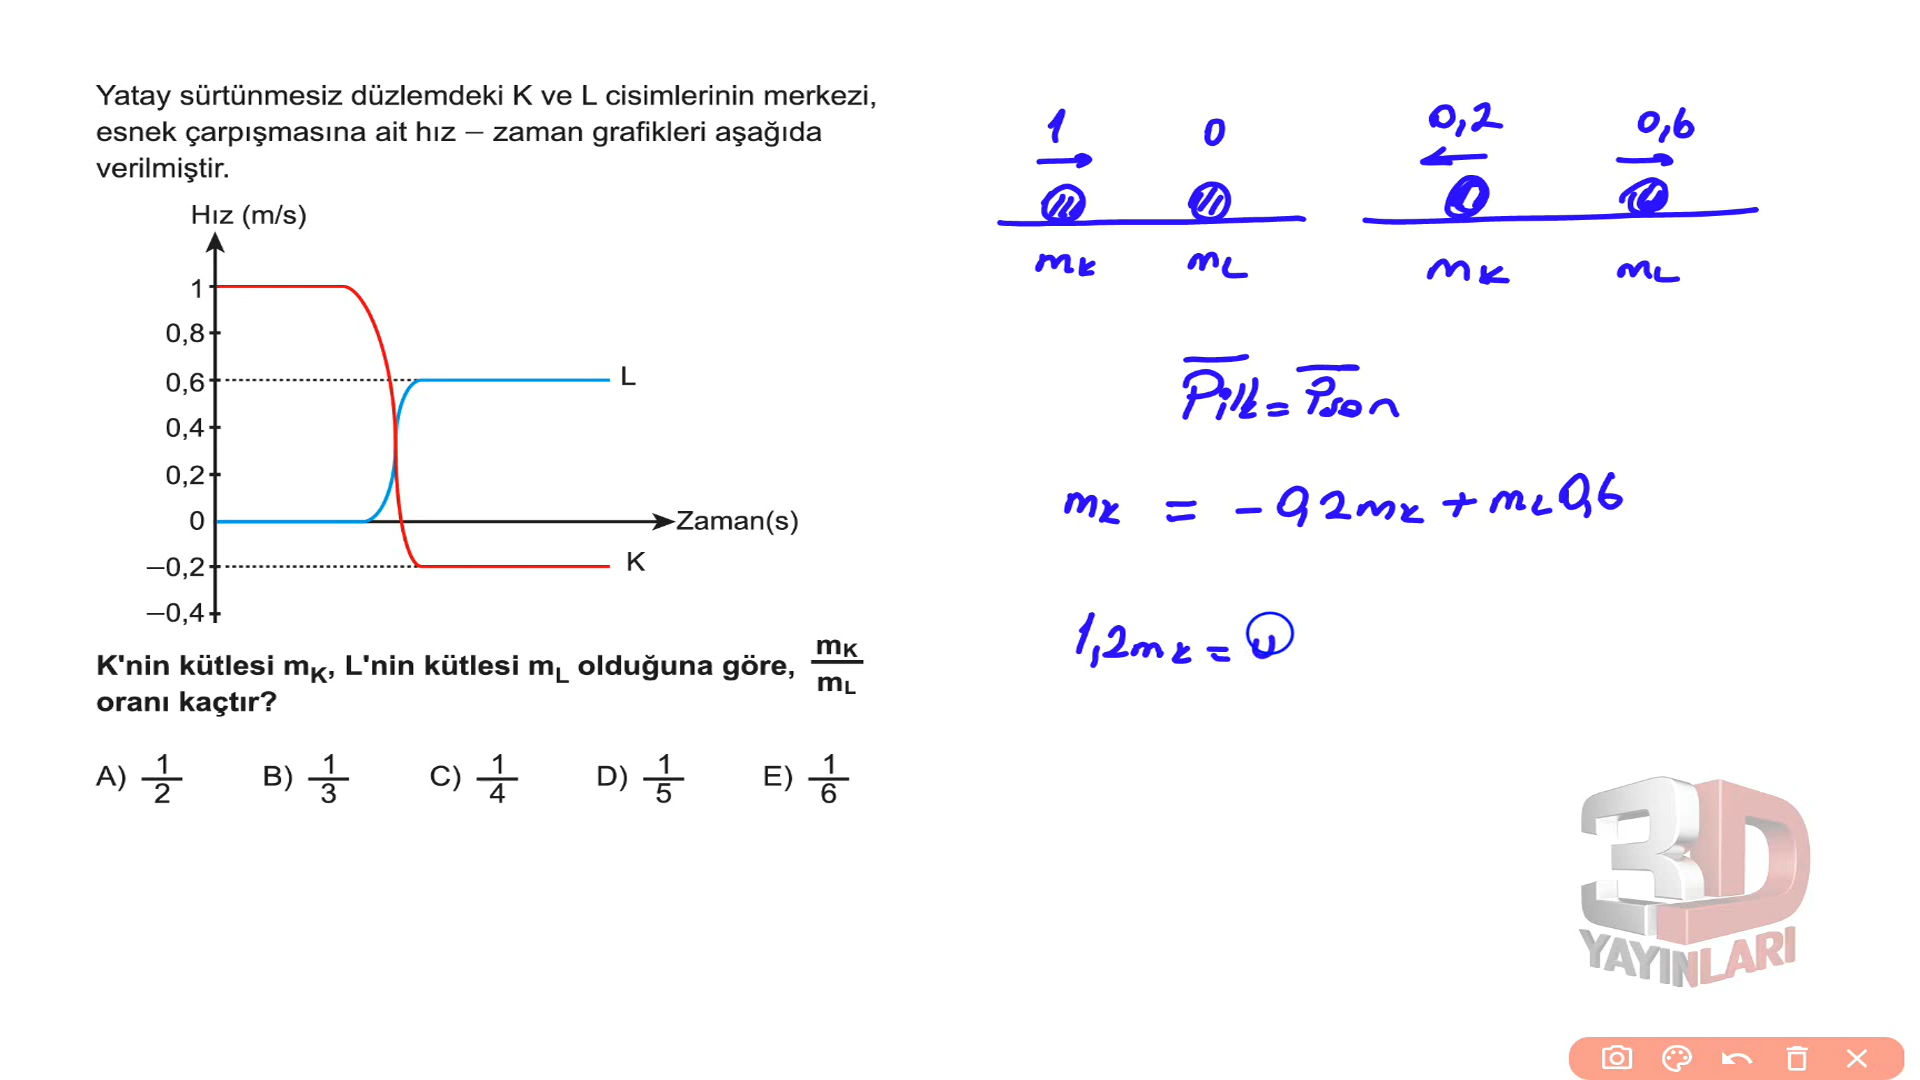 Yatay sürtünmesiz düzlemdeki K ve L cisimlerinin merkezi,
esnek çarpışmasına ait hız – zaman grafikleri aşağıda
verilmiştir.
Hız (m/s)
1
0,8
0,6
0,4
0,2
0
–0,2
–0,4
L
Zaman(s)
K
K'nin kütlesi mK, L'nin kütlesi mL olduğuna göre, mK/mL
oranı kaçtır?
A) 1/2 B) 1/3 C) 1/4 D) 1/5 E) 1/6
1 0 0,2 0,6
mK mL mK mL
Pilk = Pson
mK = - 0,2mK + mL0,6
1,2mK =
3D
YAYINLARI